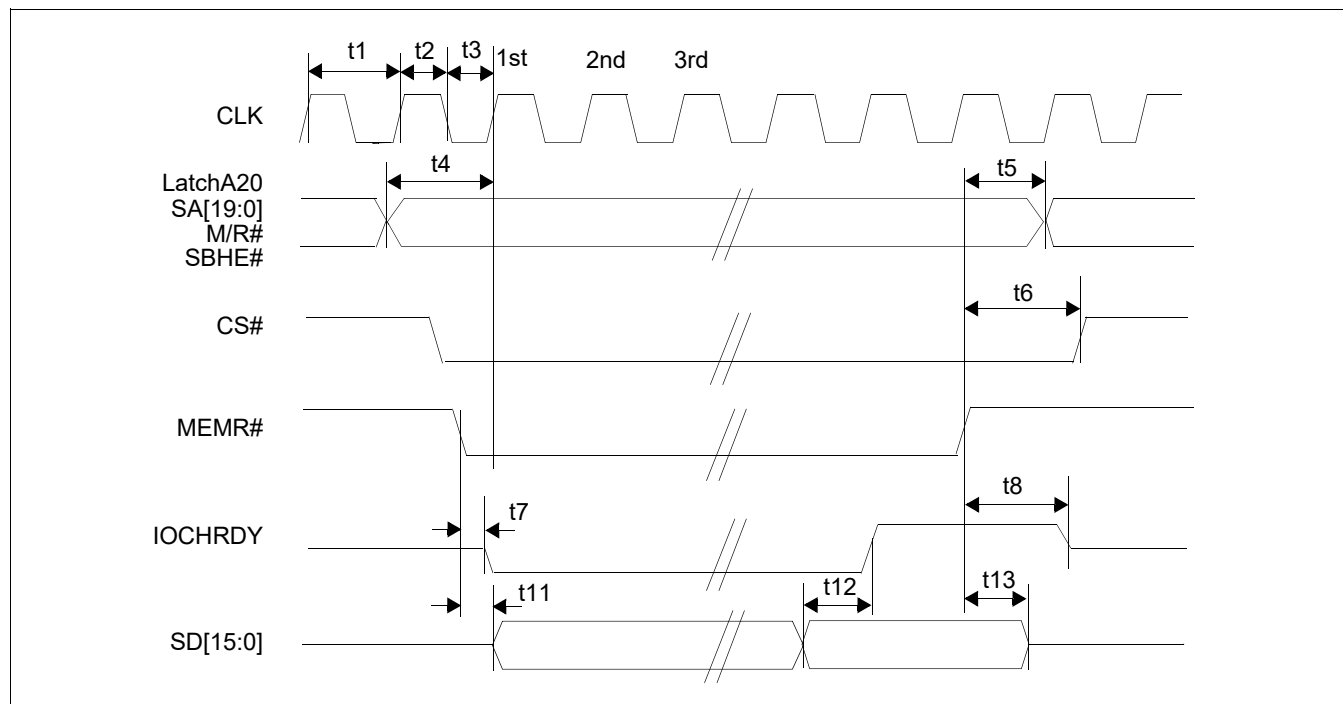 t1 t2 t3 1st 2nd 3rd
CLK
t4 t5
LatchA20
SA[19:0]
M/R#
SBHE#
t6
CS#
MEMR#
t8
t7
IOCHRDY
t11 t12 t13
SD[15:0]